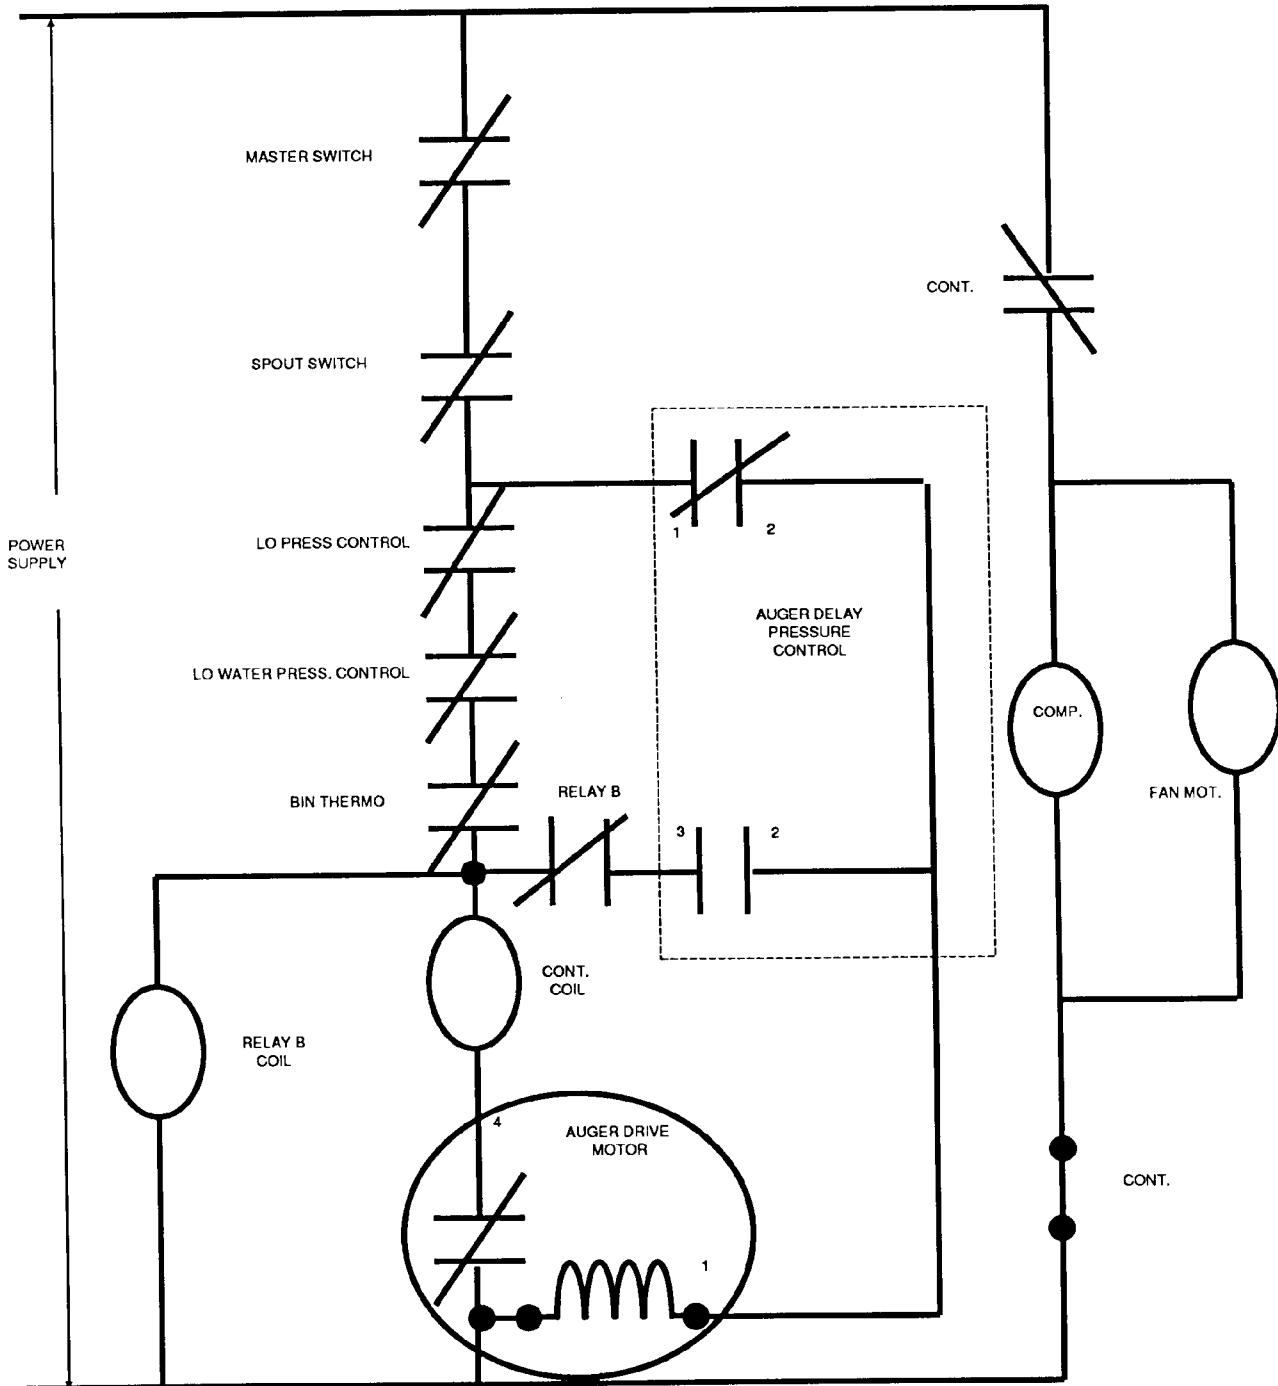 MASTER SWITCH
CONT.
SPOUT SWITCH
1
2
LO PRESS CONTROL
POWER
SUPPLY
AUGER DELAY
PRESSURE
CONTROL
LO WATER PRESS. CONTROL
COMP.
BIN THERMO
RELAY B
FAN MOT.
3
2
CONT.
COIL
RELAY B
COIL
4
AUGER DRIVE
MOTOR
CONT.
1